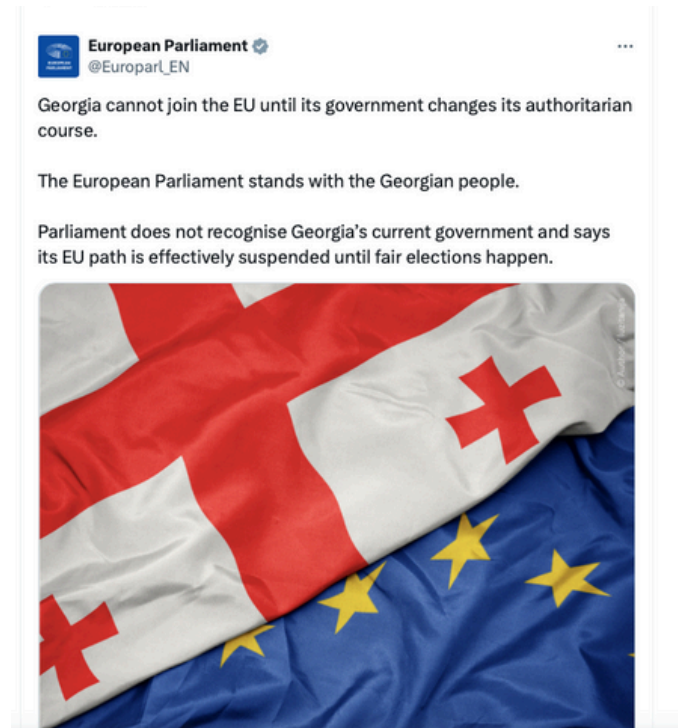 European Parliament
@Europarl_EN
Georgia cannot join the EU until its government changes its authoritarian
course.
The European Parliament stands with the Georgian people.
Parliament does not recognise Georgia’s current government and says
its EU path is effectively suspended until fair elections happen.